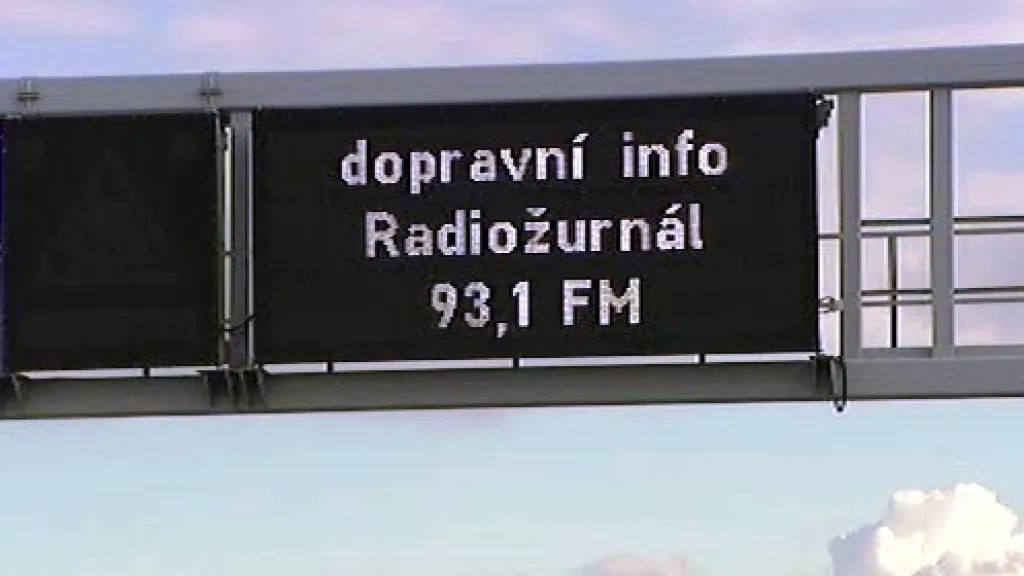 dopravní info
Radiožurnál
93,1 FM